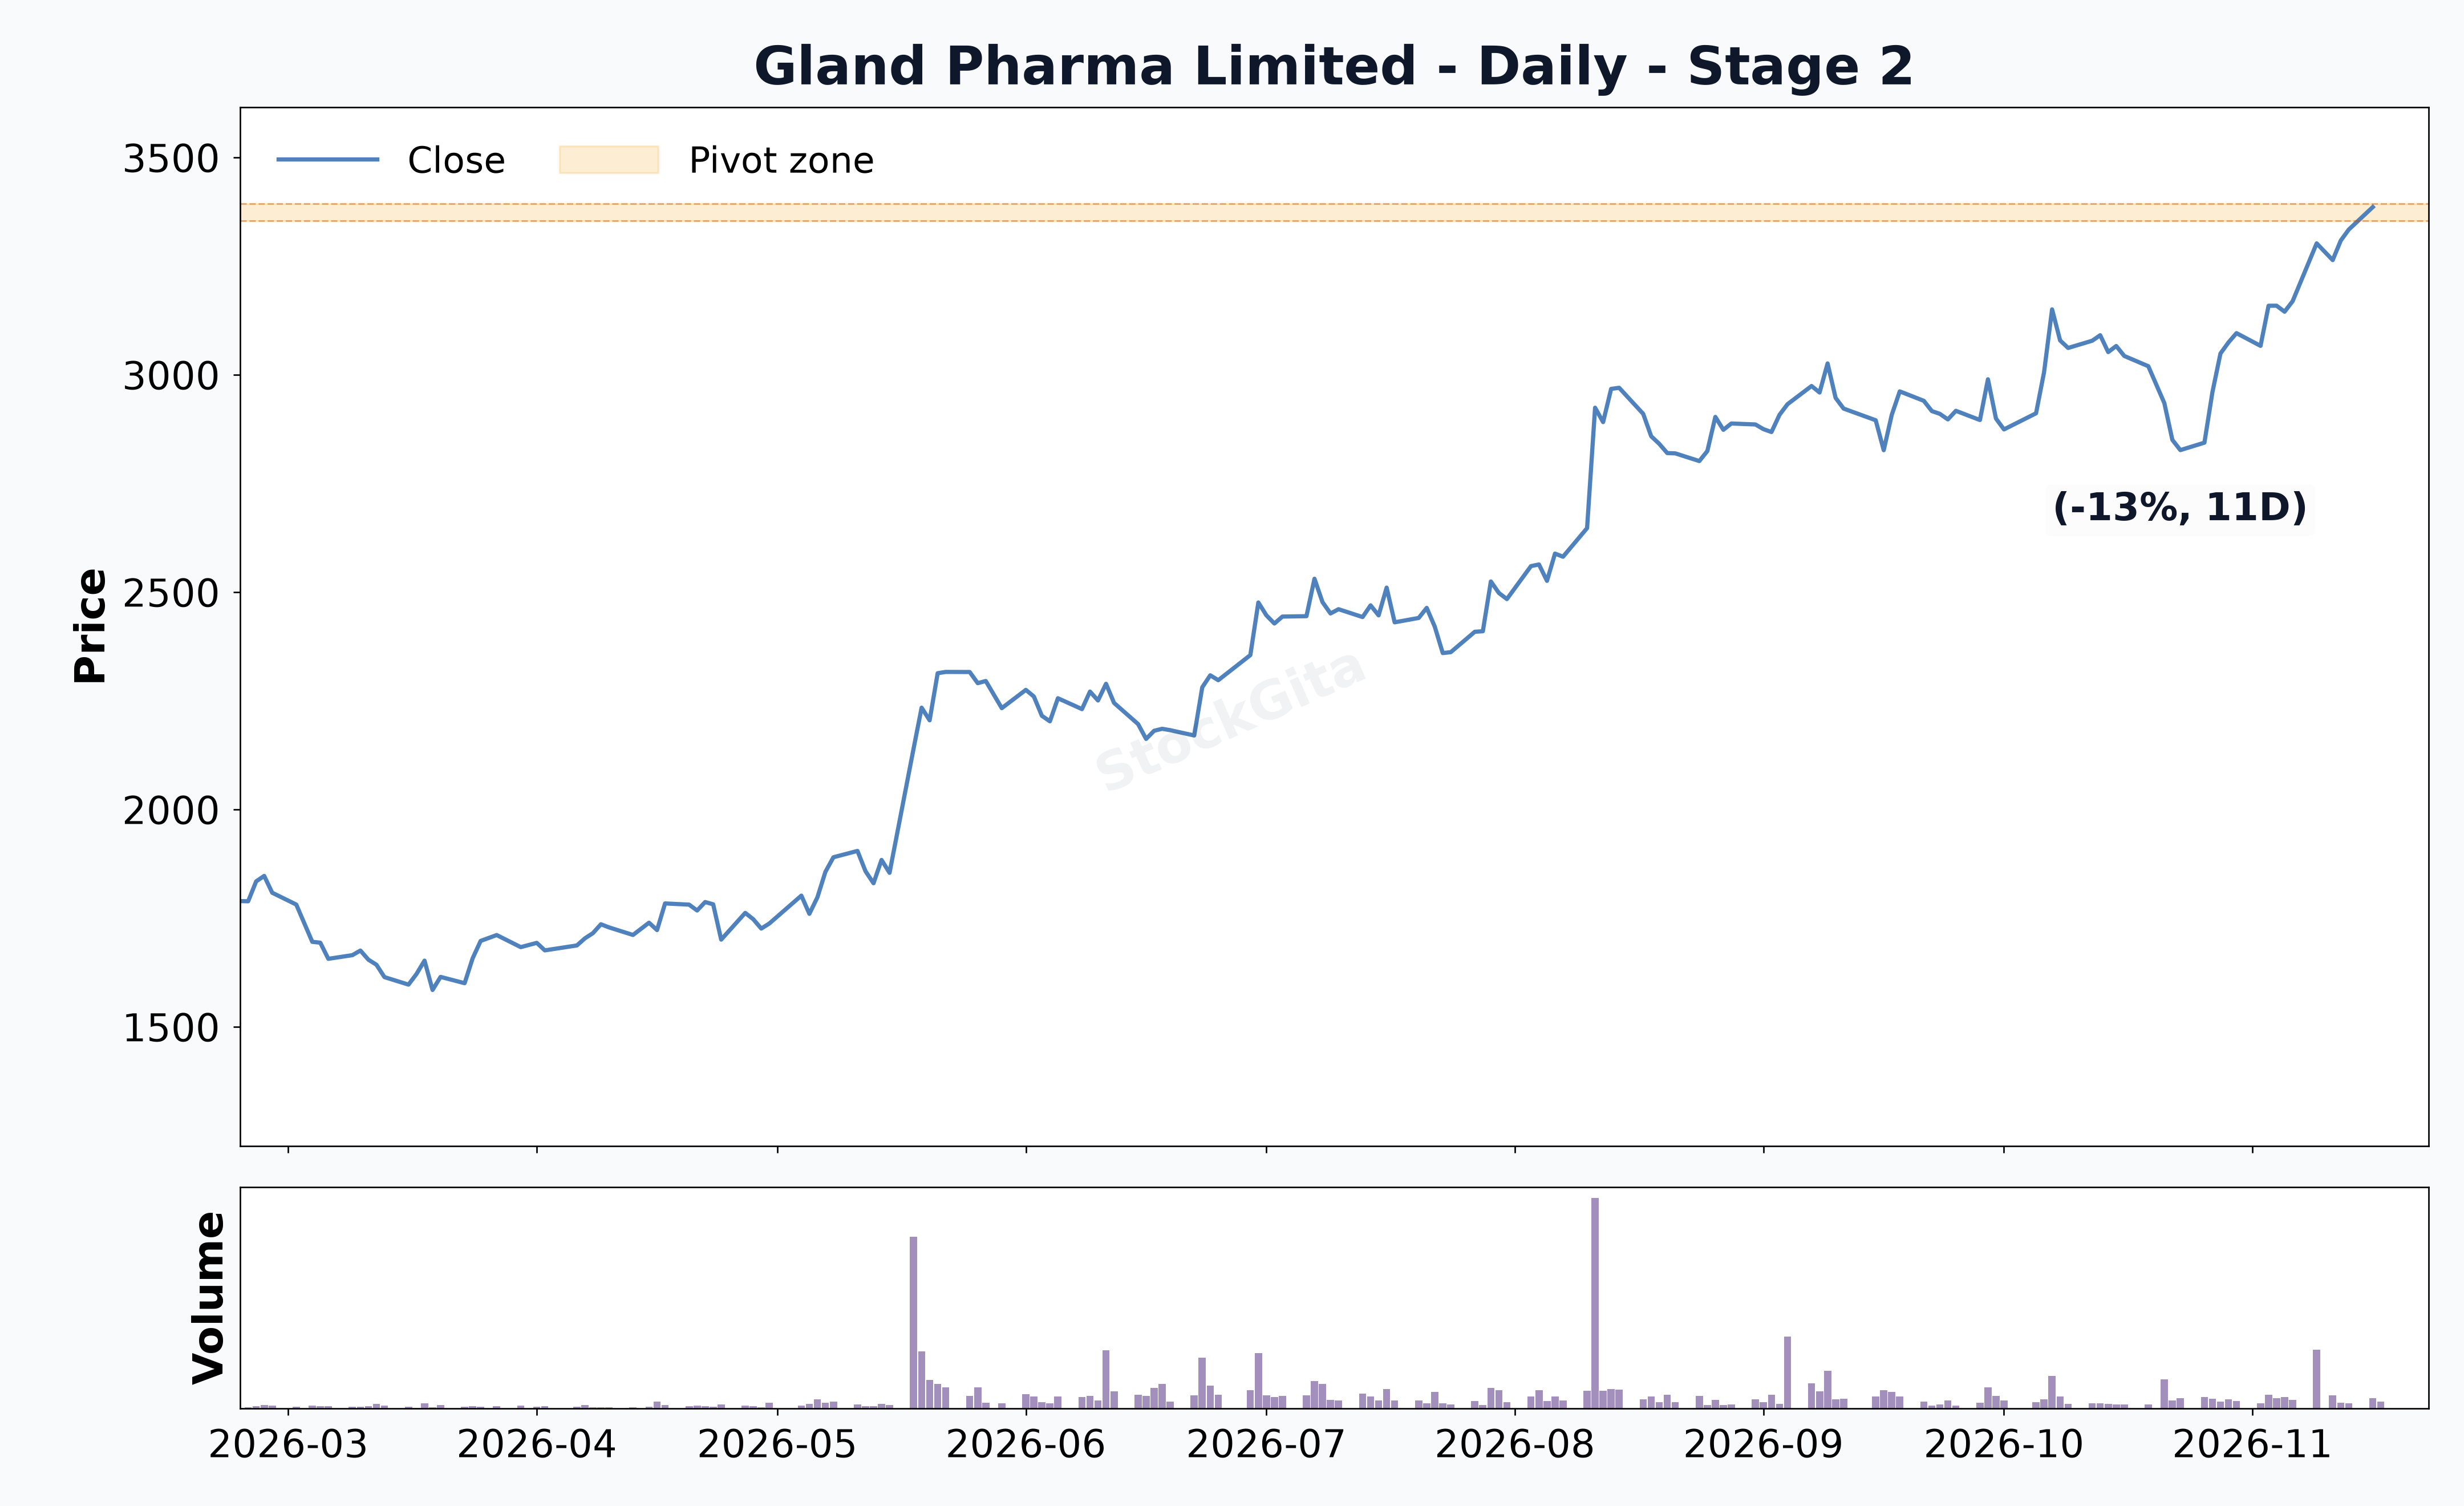 Gland Pharma Limited - Daily - Stage 2
Close
Pivot zone
3500
3000
2500
2000
1500
Price
(-13%, 11D)
StockGita
Volume
2026-03
2026-04
2026-05
2026-06
2026-07
2026-08
2026-09
2026-10
2026-11